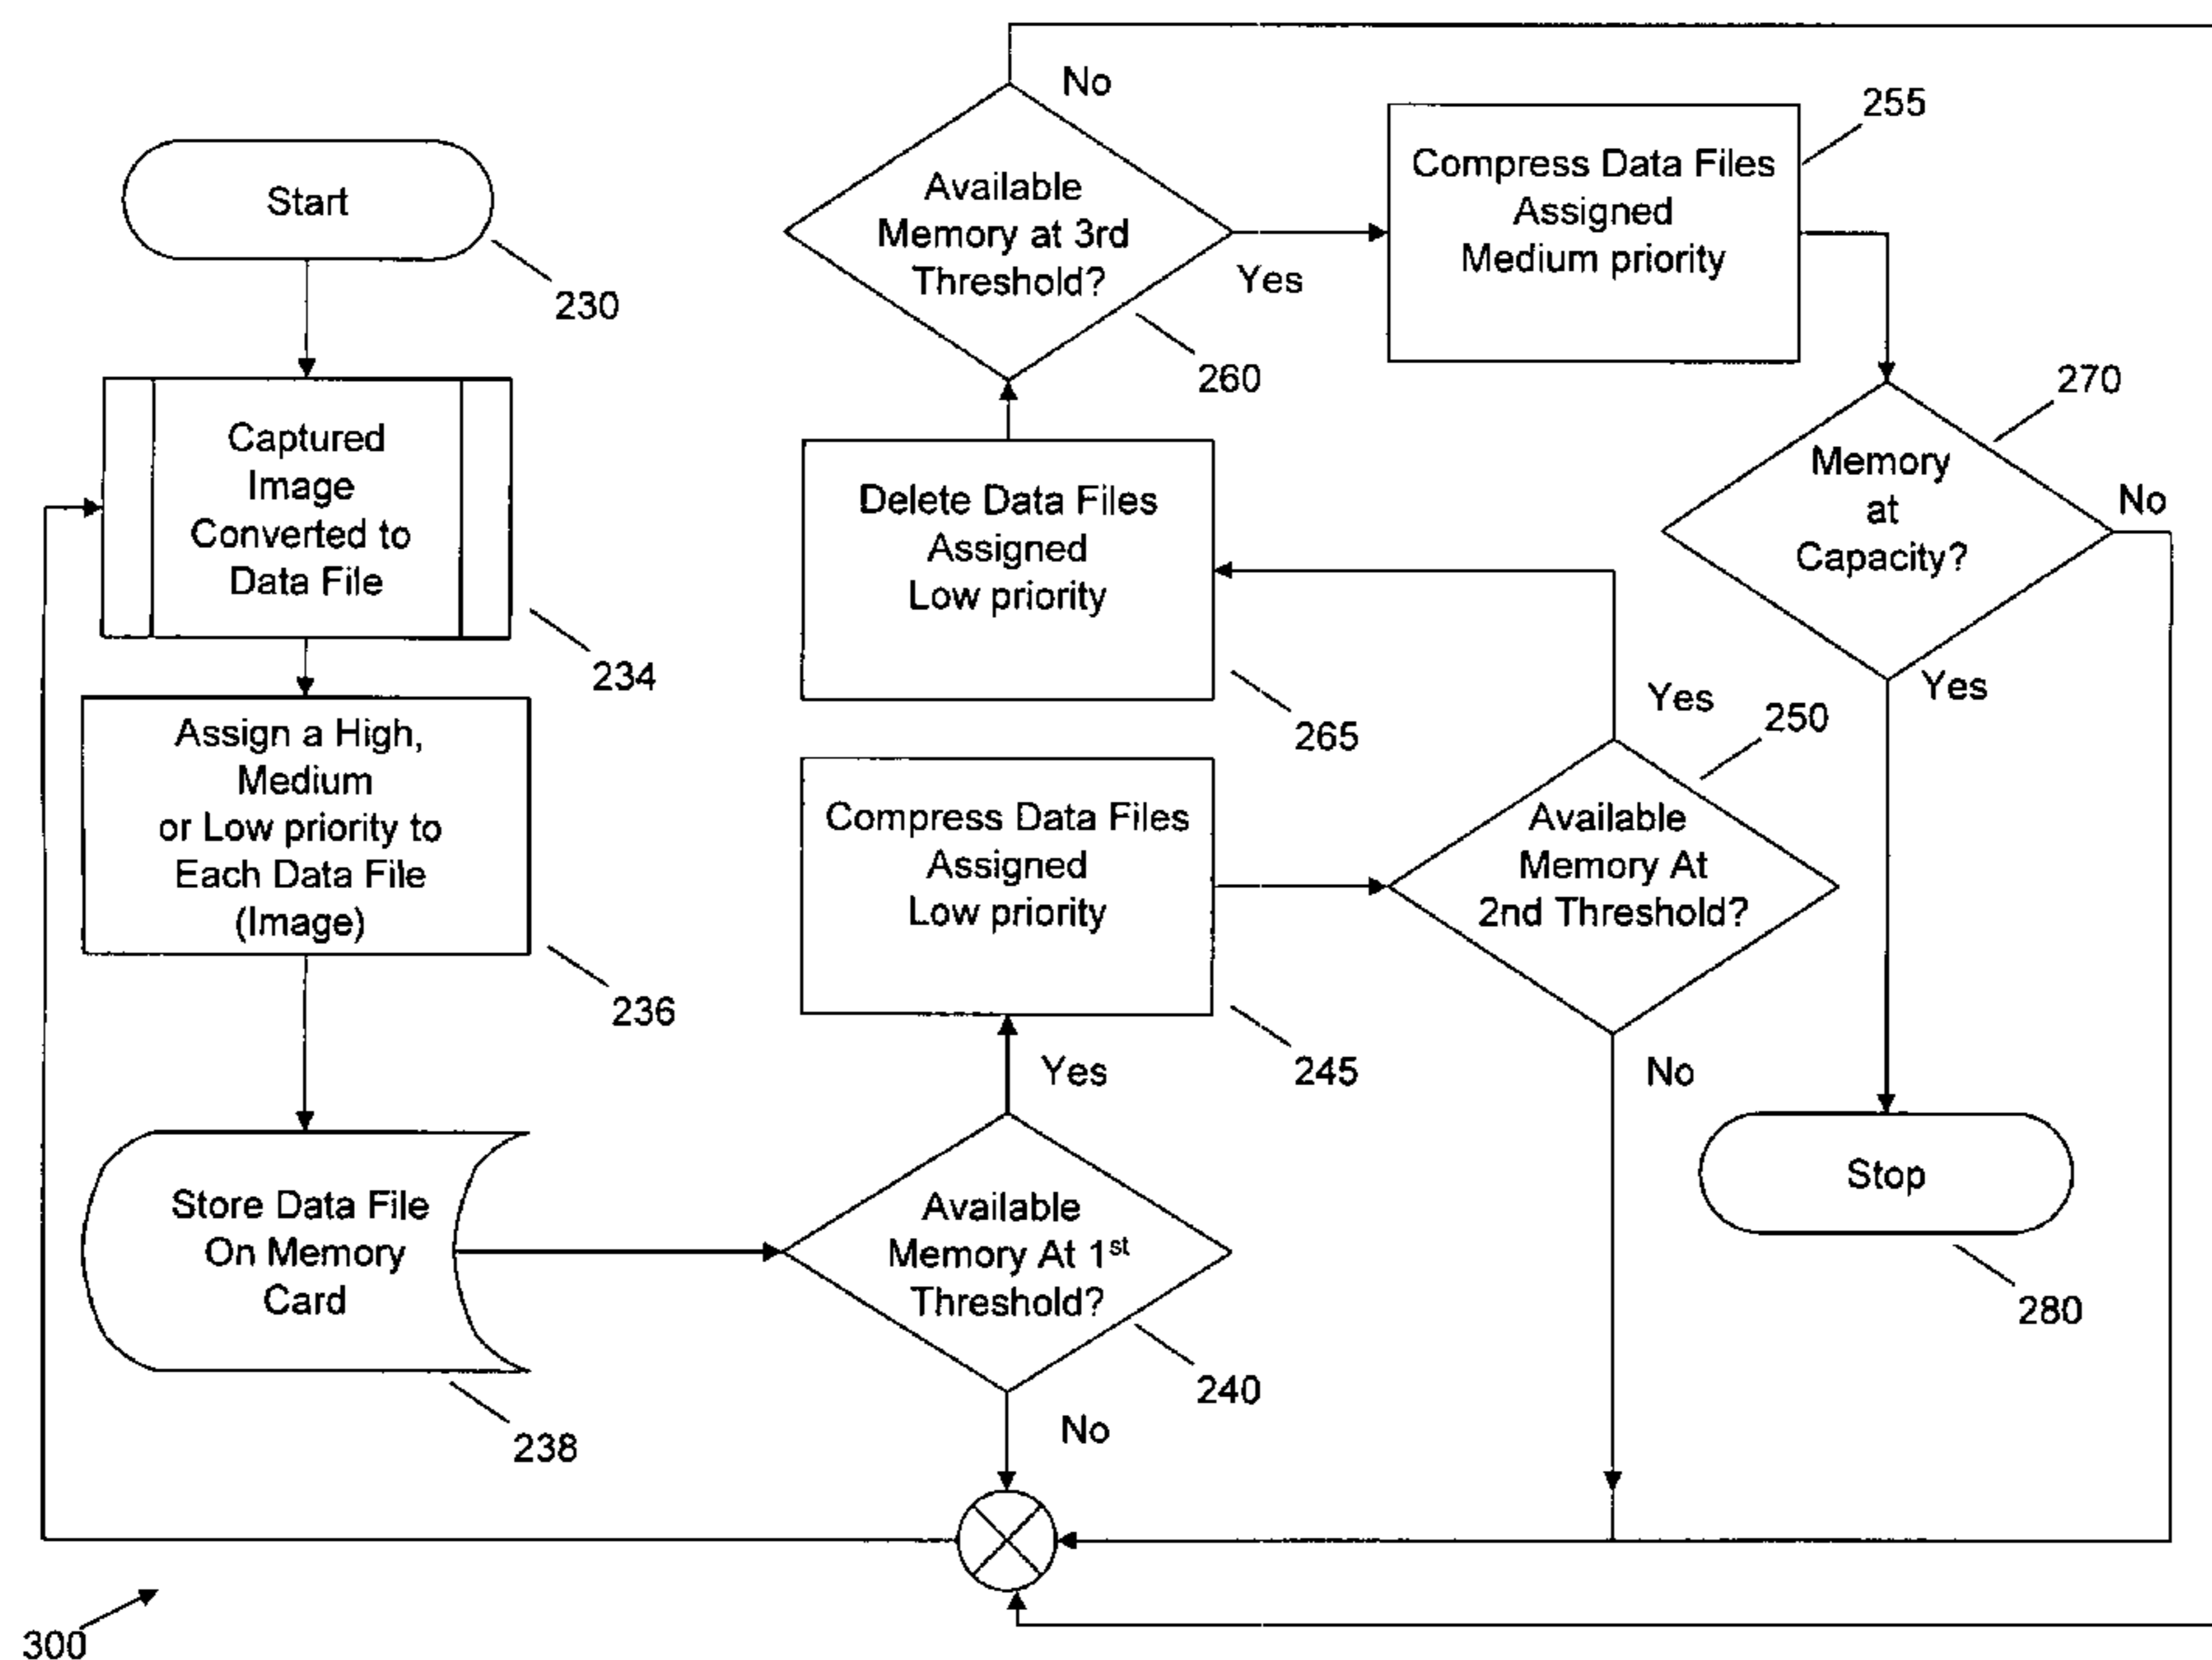 Start
230
Captured
Image
Converted to
Data File
234
Assign a High,
Medium
or Low priority to
Each Data File
(Image)
236
Store Data File
On Memory
Card
238
Available
Memory At 1st
Threshold?
240
Yes
No
Compress Data Files
Assigned
Low priority
245
Available
Memory At
2nd Threshold?
250
Yes
No
Delete Data Files
Assigned
Low priority
265
Available
Memory at 3rd
Threshold?
260
No
Yes
Compress Data Files
Assigned
Medium priority
255
Memory
at
Capacity?
270
No
Yes
Stop
280
300